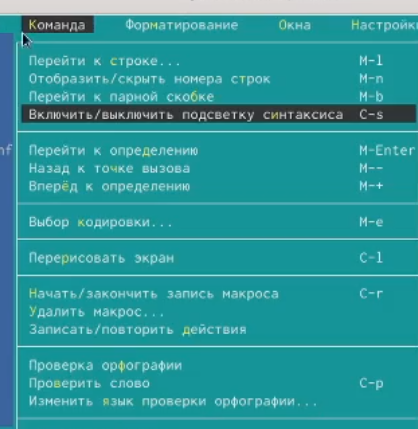 Команда Форматирование Окна Настройк
Перейти к строке... M-l
Отобразить/скрыть номера строк M-n
Перейти к парной скобке M-b
Включить/выключить подсветку синтаксиса C-s
nf
Перейти к определению M-Enter
Назад к точке вызова M--
Вперёд к определению M-+
Выбор кодировки... M-e
Перерисовать экран C-l
Начать/закончить запись макроса C-r
Удалить макрос...
Записать/повторить действия
Проверка орфографии
Проверить слово C-p
Изменить язык проверки орфографии...